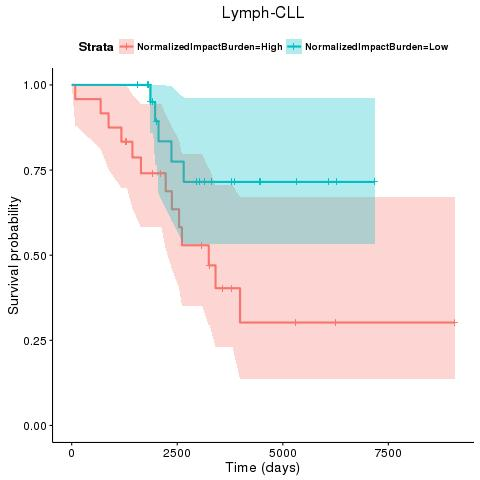 Lymph-CLL
Strata NormalizedImpactBurden=High NormalizedImpactBurden=Low
1.00
0.75
0.50
0.25
0.00
Survival probability
0 2500 5000 7500
Time (days)